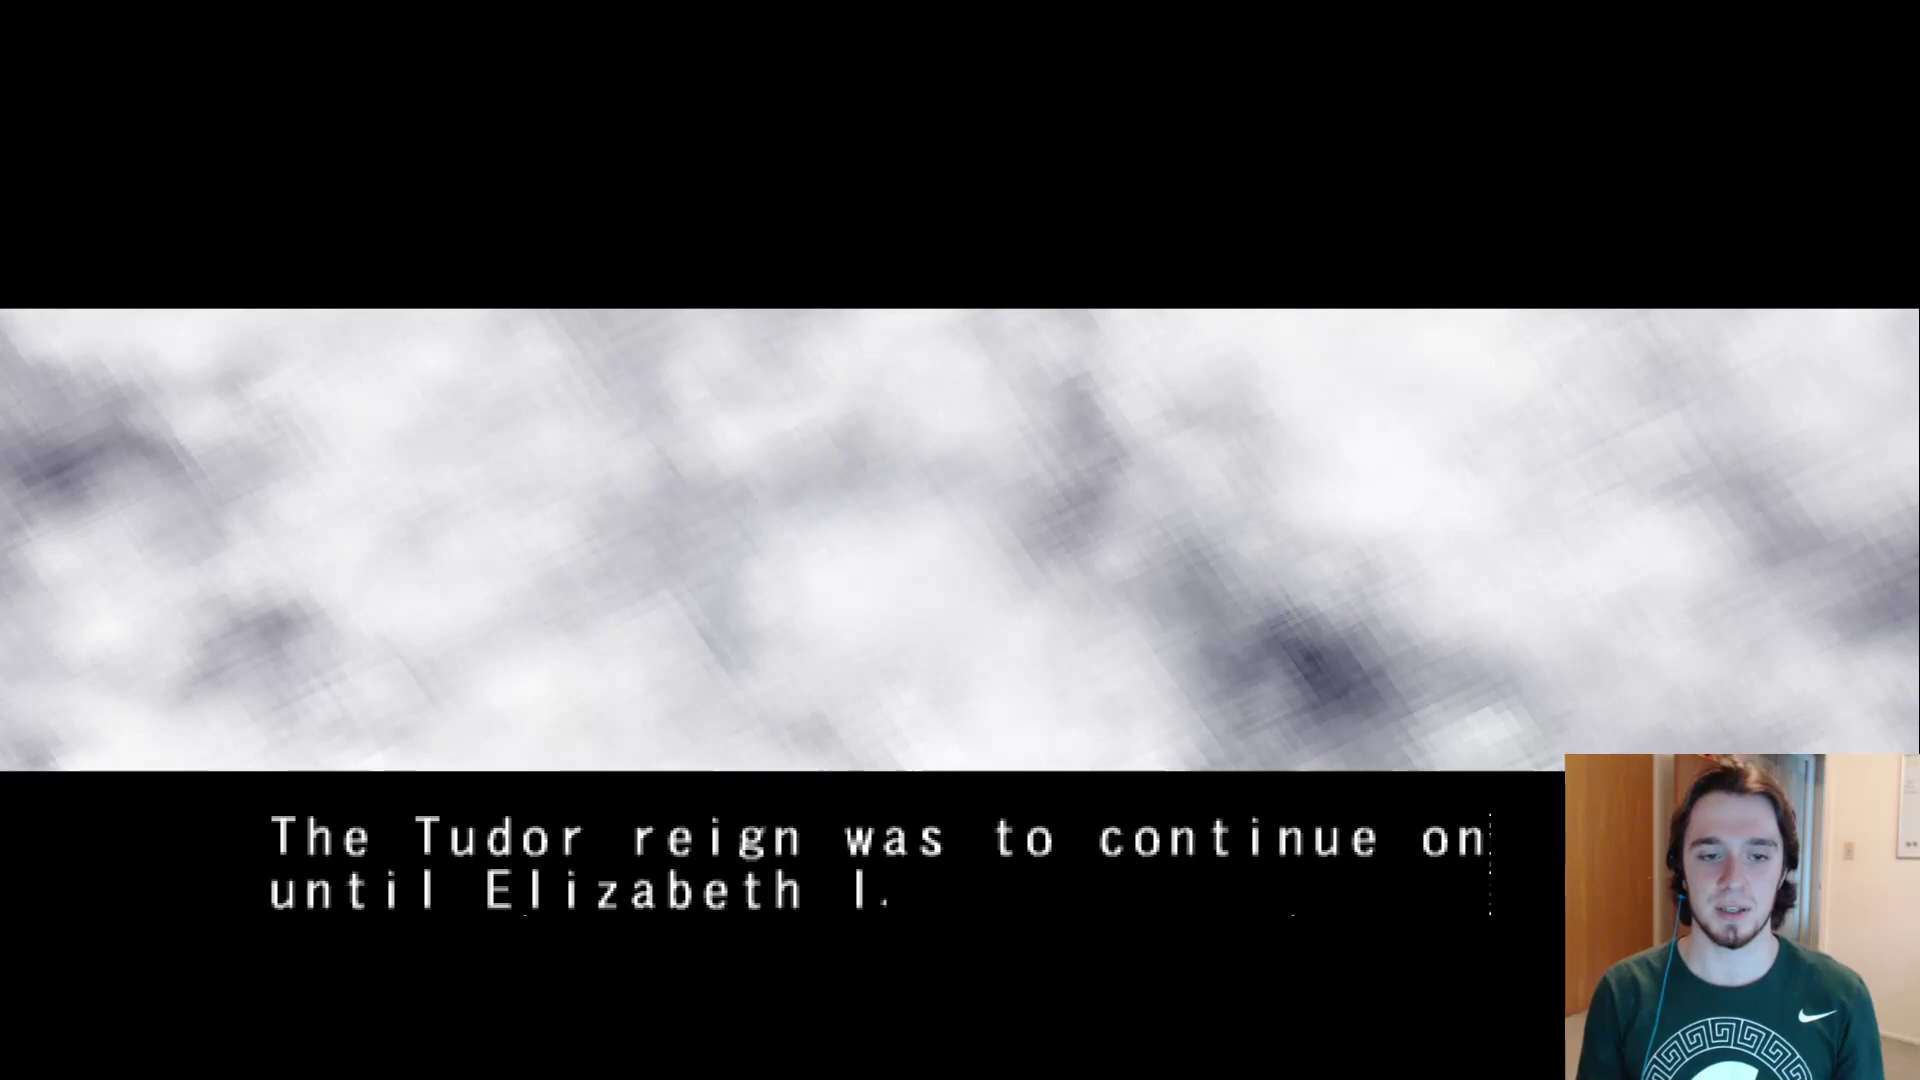 The Tudor reign was to continue on
until Elizabeth I.